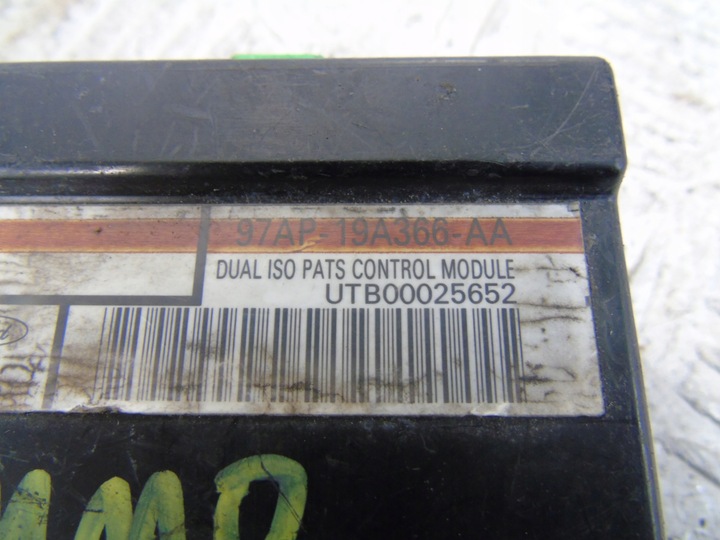 97AP-19A366-AA
DUAL ISO PATS CONTROL MODULE
UTB00025652